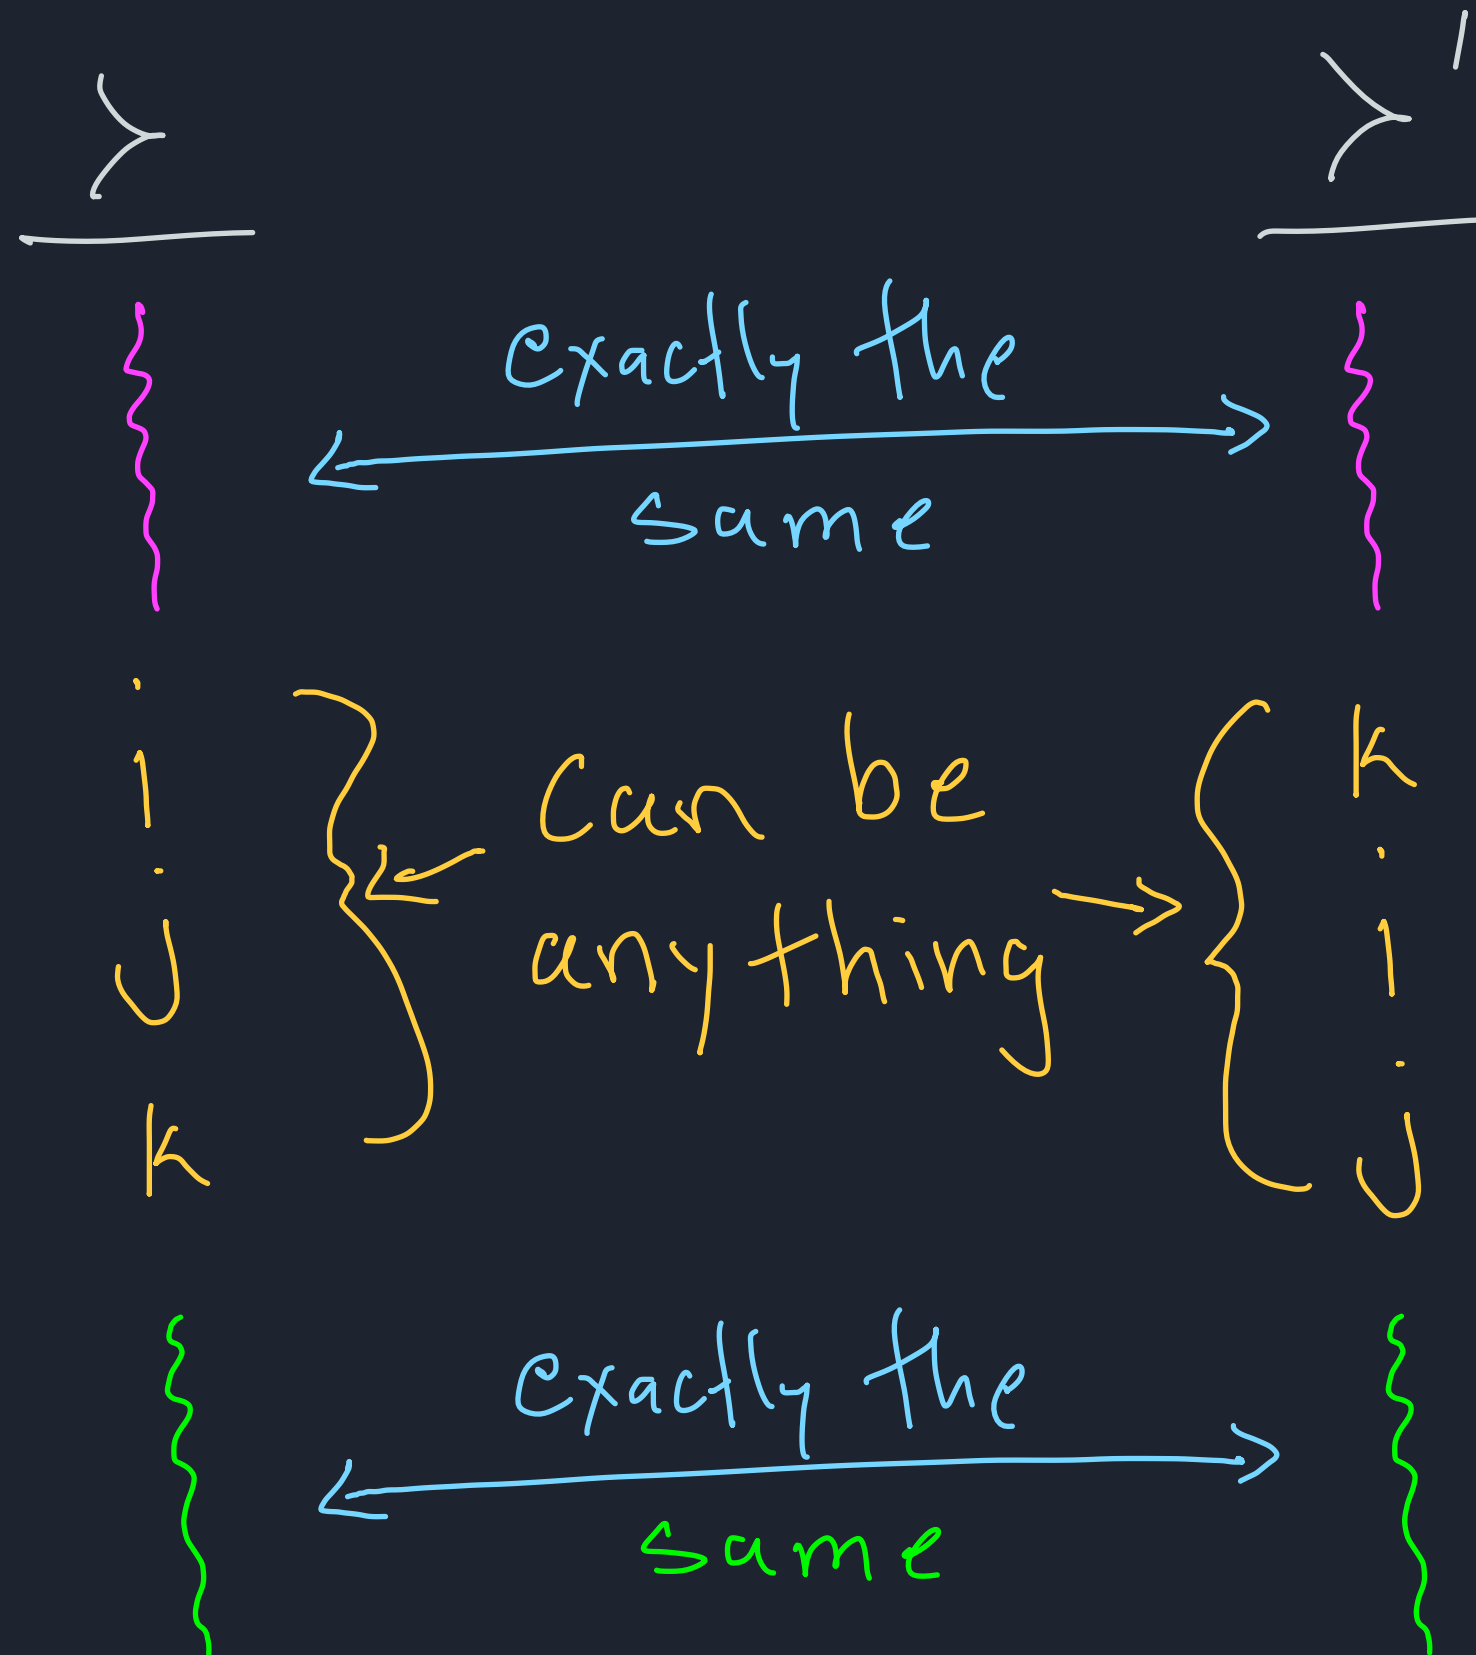 ≻ ≻'
exactly the
same
i k
can be
j i
anything
k j
exactly the
same